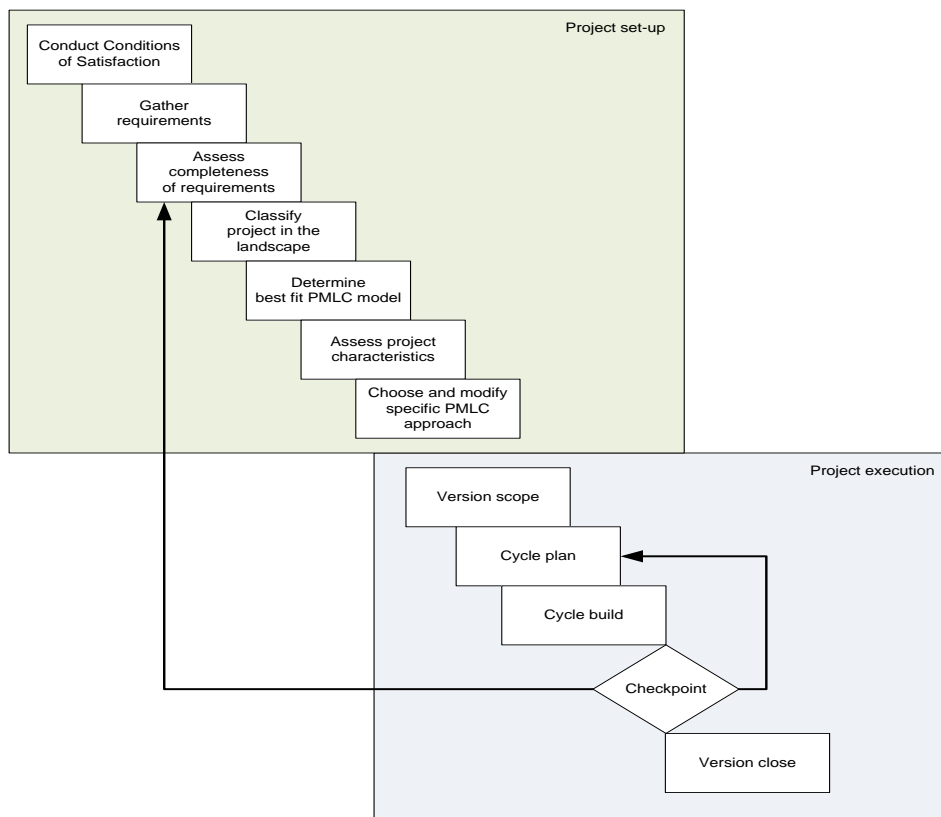 Project set-up
Conduct Conditions
of Satisfaction
Gather
requirements
Assess
completeness
of requirements
Classify
project in the
landscape
Determine
best fit PMLC model
Assess project
characteristics
Choose and modify
specific PMLC
approach
Project execution
Version scope
Cycle plan
Cycle build
Checkpoint
Version close